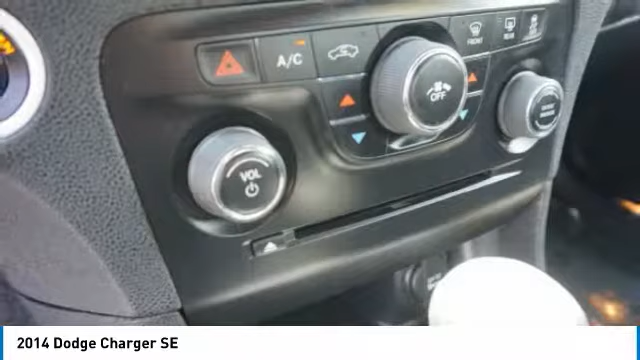 A/C
FRONT
REAR
OFF
VOL
2014 Dodge Charger SE